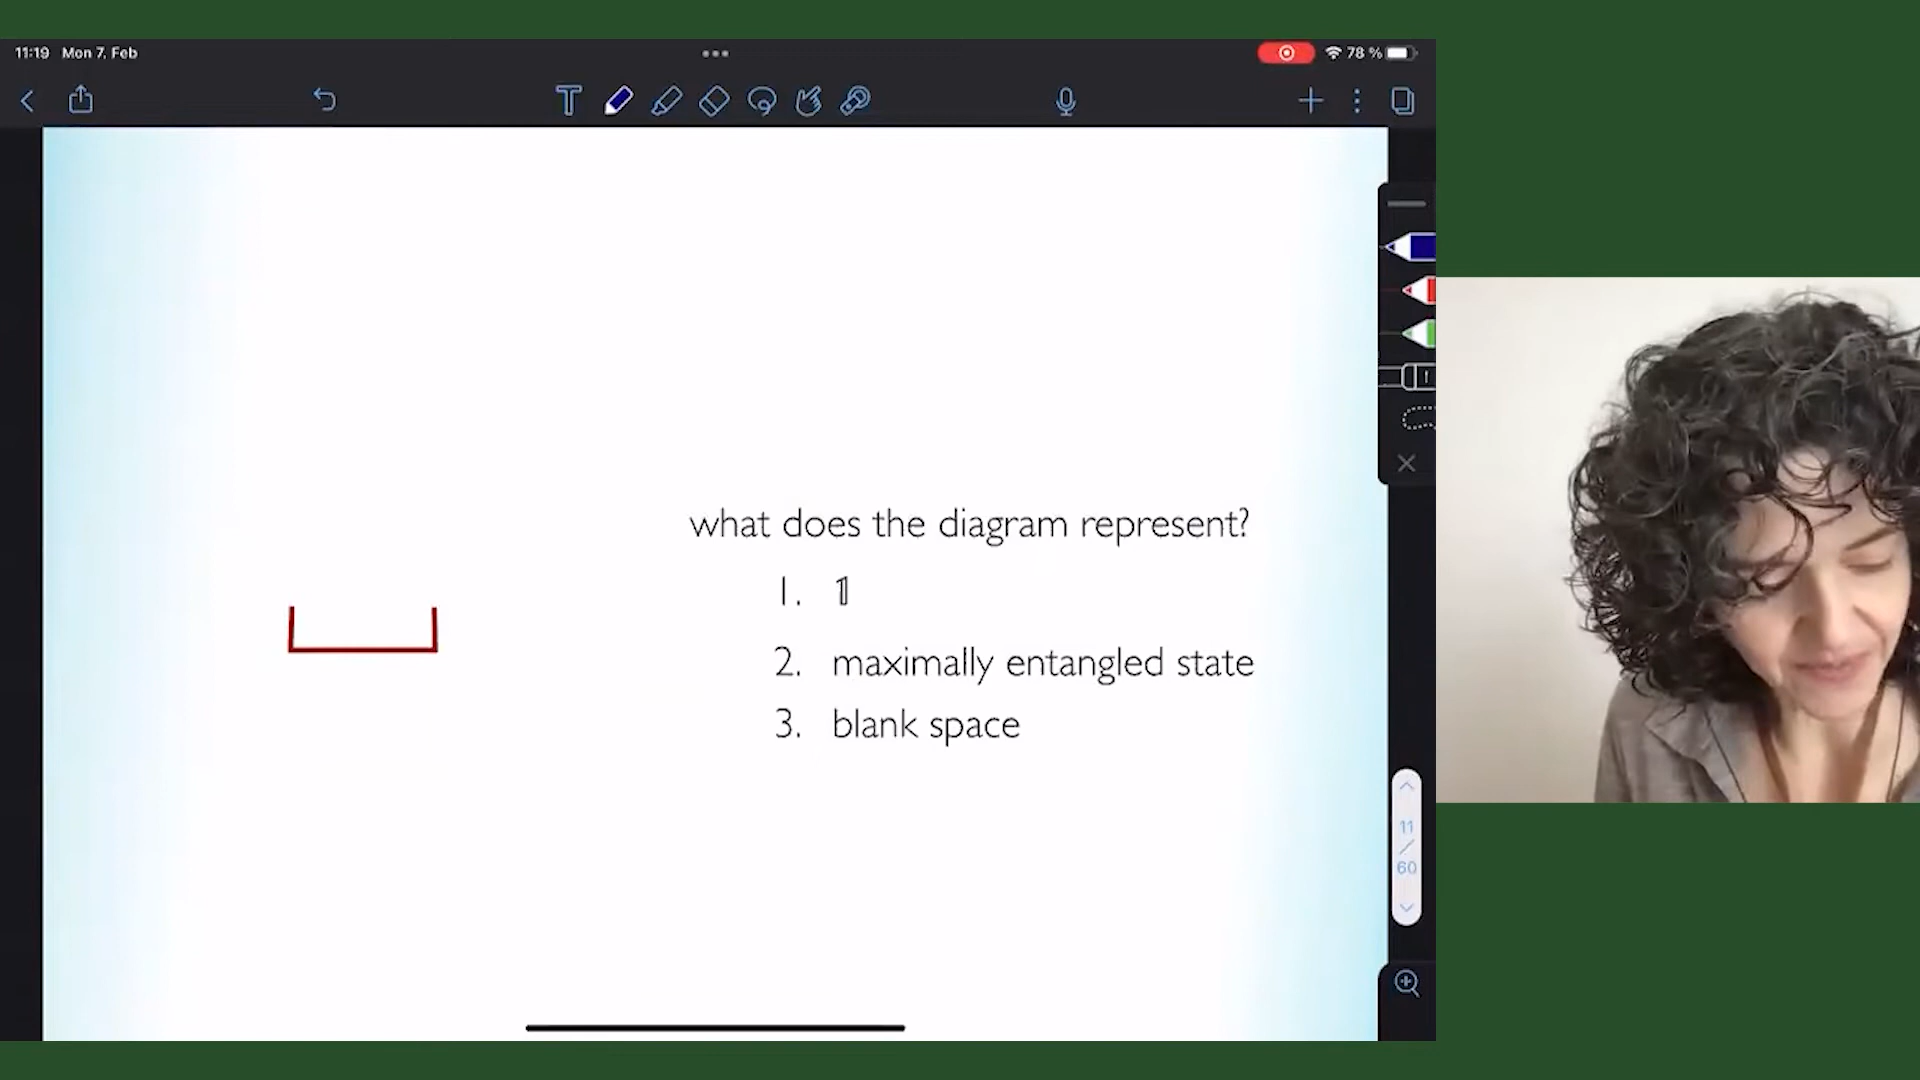 11:19 Mon 7. Feb
78 %
T
what does the diagram represent?
1. 𝟙
2. maximally entangled state
3. blank space
11
/
60